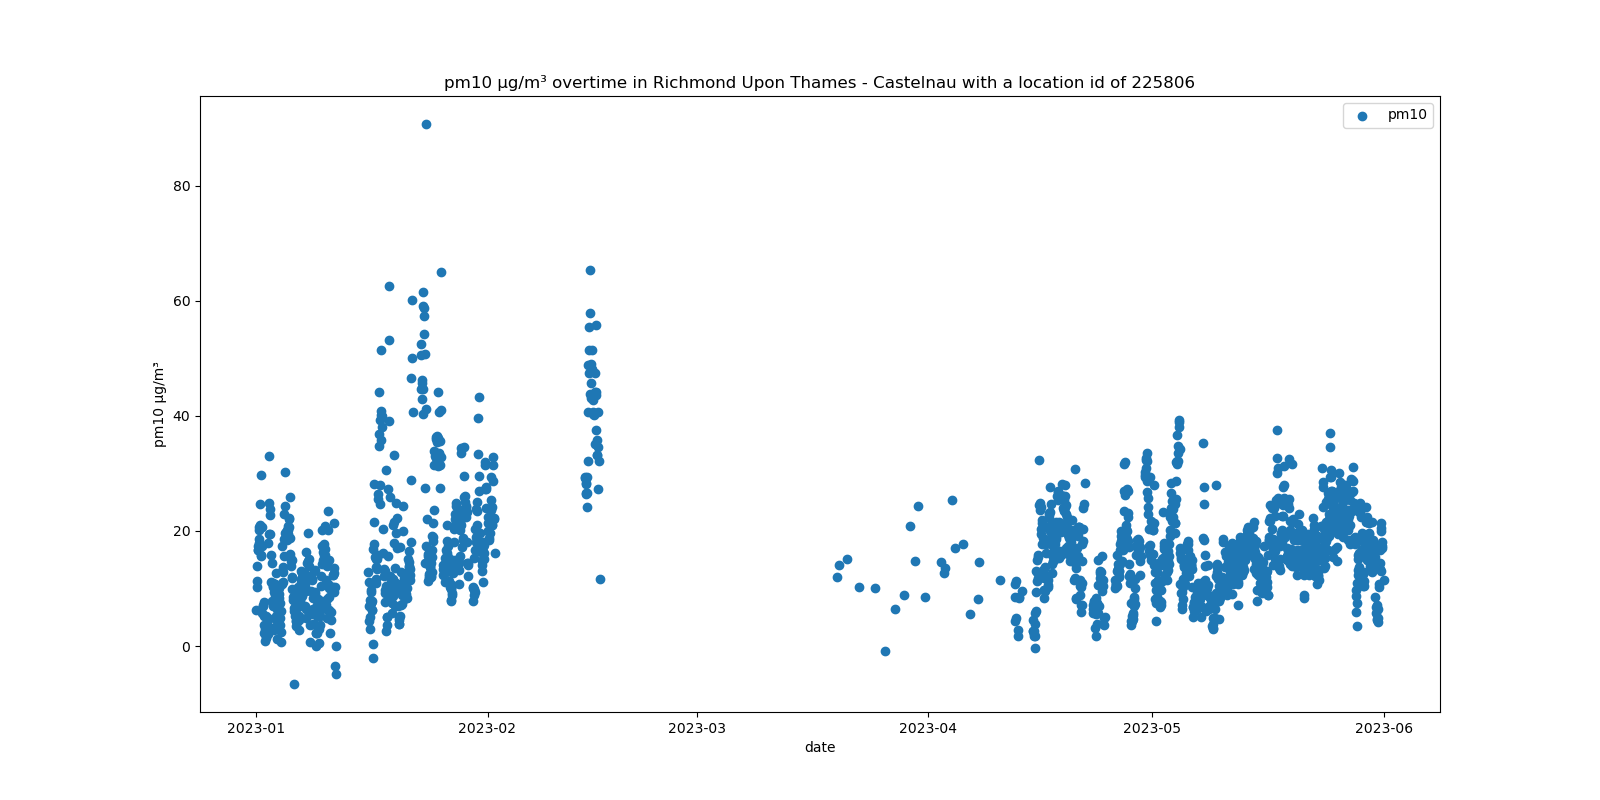 pm10 µg/m³ overtime in Richmond Upon Thames - Castelnau with a location id of 225806
pm10
80
60
40
20
0
pm10 µg/m³
2023-01 2023-02 2023-03 2023-04 2023-05 2023-06
date